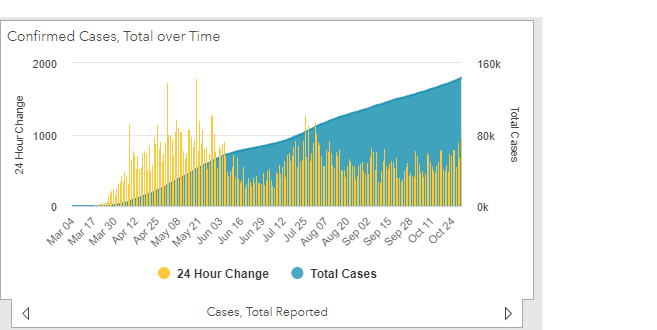 Confirmed Cases, Total over Time
2000 160k
1000 80k
0 0k
24 Hour Change
Total Cases
Mar 04 Mar 17 Mar 30 Apr 12 Apr 25 May 08 May 21 Jun 03 Jun 16 Jun 29 Jul 12 Jul 25 Aug 07 Aug 20 Sep 02 Sep 15 Sep 28 Oct 11 Oct 24
24 Hour Change Total Cases
Cases, Total Reported